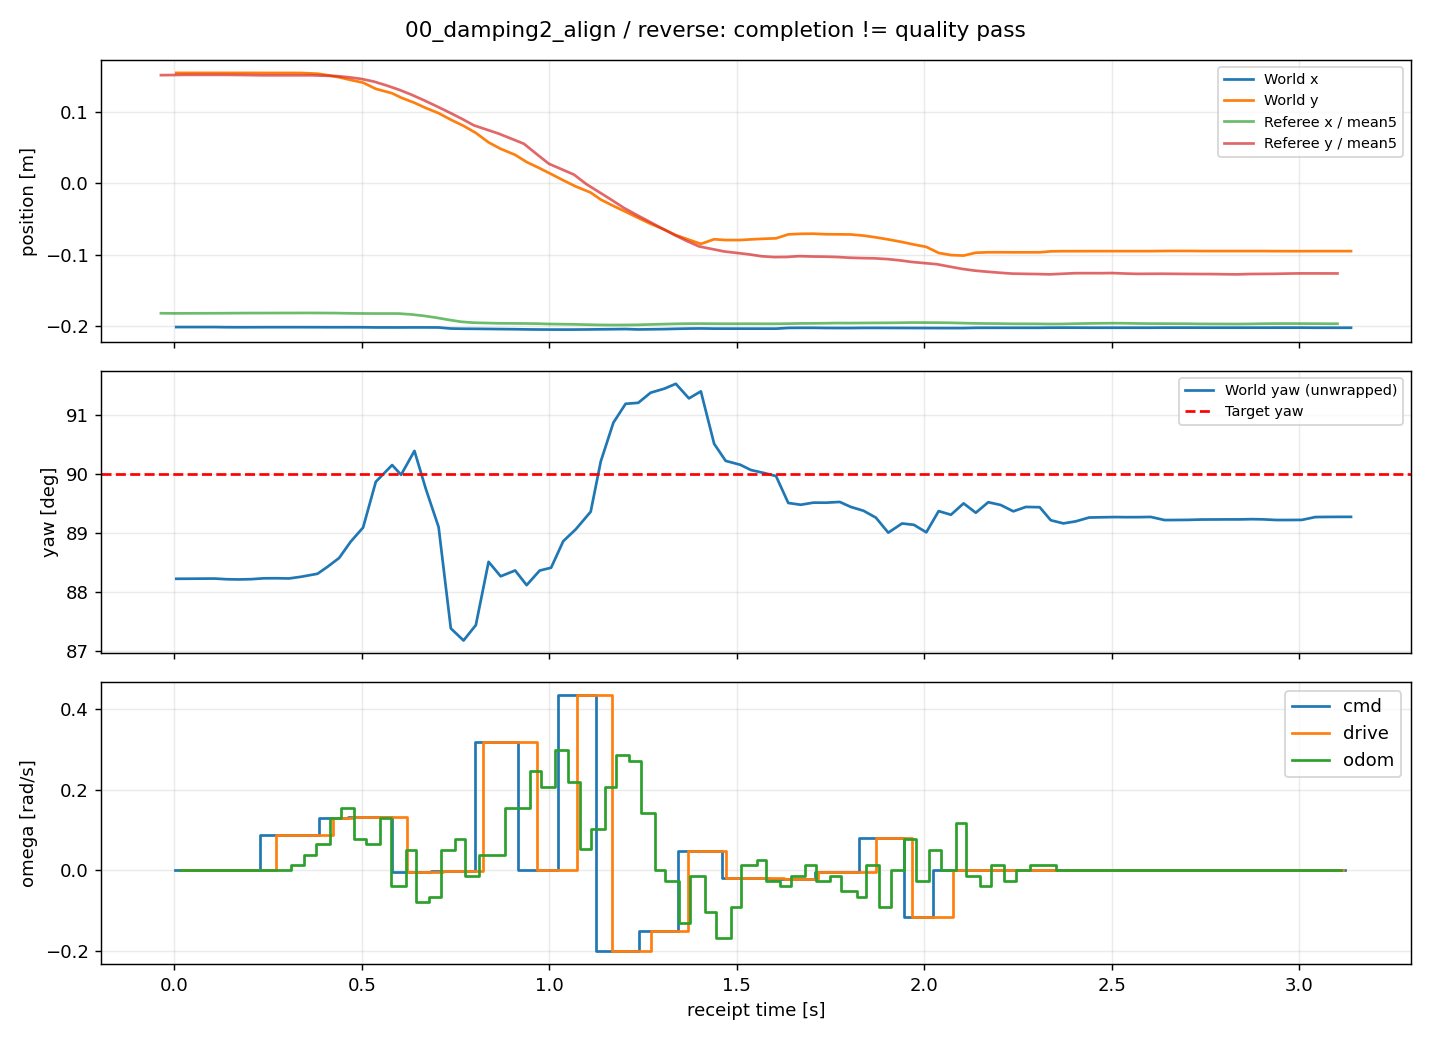 00_damping2_align / reverse: completion != quality pass
World x
World y
Referee x / mean5
Referee y / mean5
position [m]
0.1
0.0
−0.1
−0.2
World yaw (unwrapped)
Target yaw
yaw [deg]
91
90
89
88
87
cmd
drive
odom
omega [rad/s]
0.4
0.2
0.0
−0.2
0.0 0.5 1.0 1.5 2.0 2.5 3.0
receipt time [s]